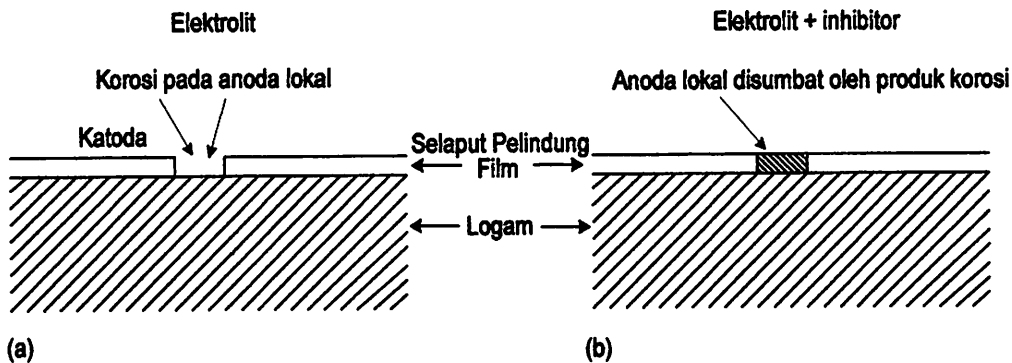 Elektrolit
Elektrolit + inhibitor
Korosi pada anoda lokal
Anoda lokal disumbat oleh produk korosi
Katoda
Selaput Pelindung
Film
Logam
(a)
(b)